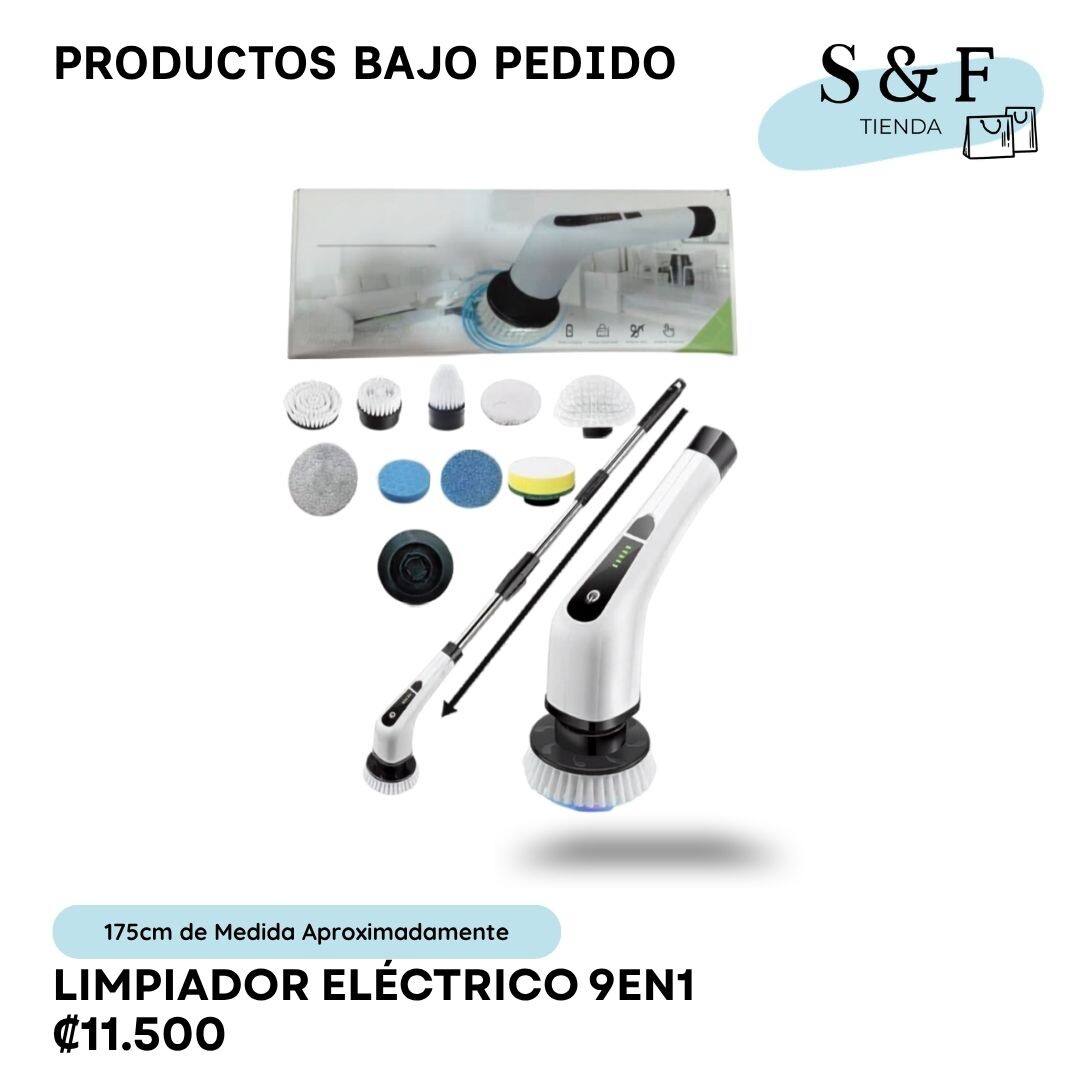 PRODUCTOS BAJO PEDIDO
S & F
TIENDA
175cm de Medida Aproximadamente
LIMPIADOR ELÉCTRICO 9EN1
₡11.500